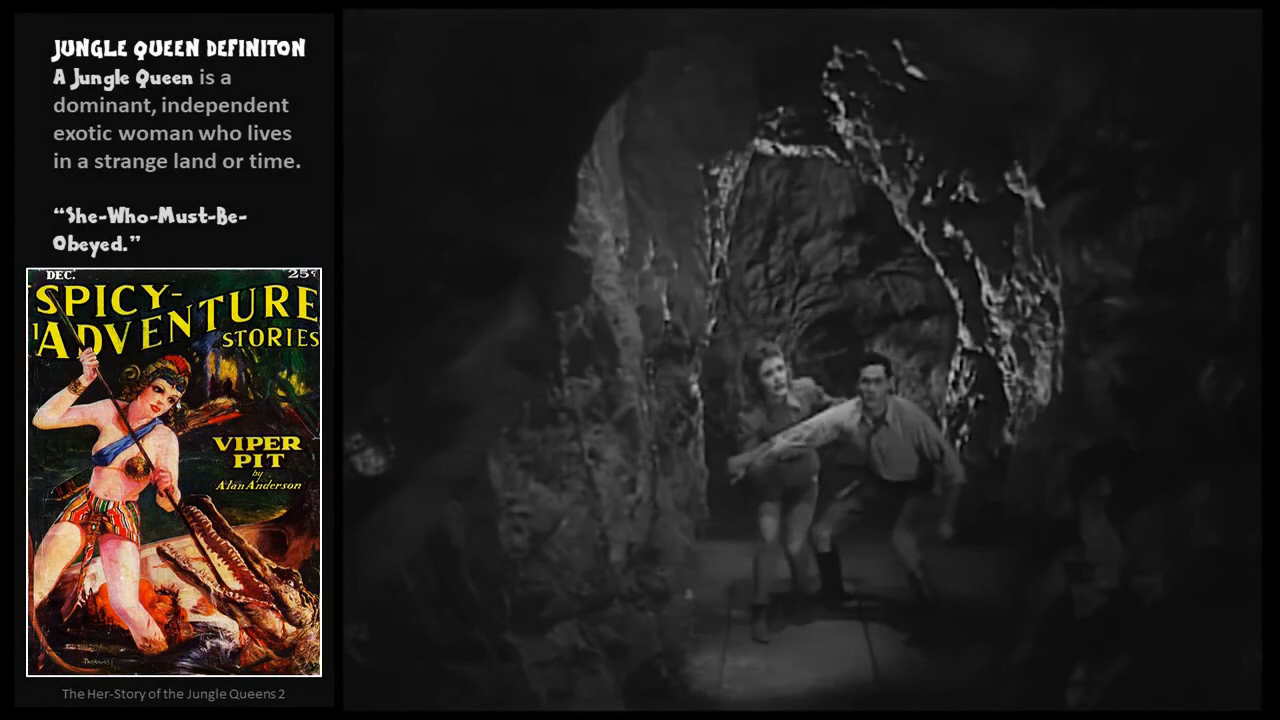 JUNGLE QUEEN DEFINITON
A Jungle Queen is a
dominant, independent
exotic woman who lives
in a strange land or time.
“She-Who-Must-Be-
Obeyed.”
DEC. 25¢
SPICY-
ADVENTURE
STORIES
VIPER
PIT
by
Alan Anderson
The Her-Story of the Jungle Queens 2